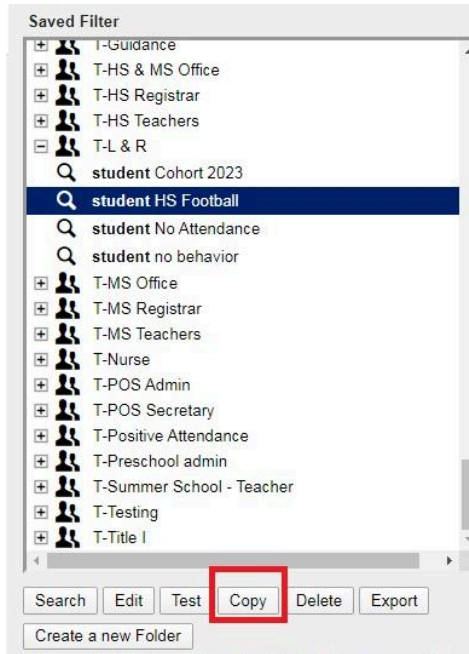 Saved Filter
T-Guidance
T-HS & MS Office
T-HS Registrar
T-HS Teachers
T-L & R
student Cohort 2023
student HS Football
student No Attendance
student no behavior
T-MS Office
T-MS Registrar
T-MS Teachers
T-Nurse
T-POS Admin
T-POS Secretary
T-Positive Attendance
T-Preschool admin
T-Summer School - Teacher
T-Testing
T-Title I
Search Edit Test Copy Delete Export
Create a new Folder